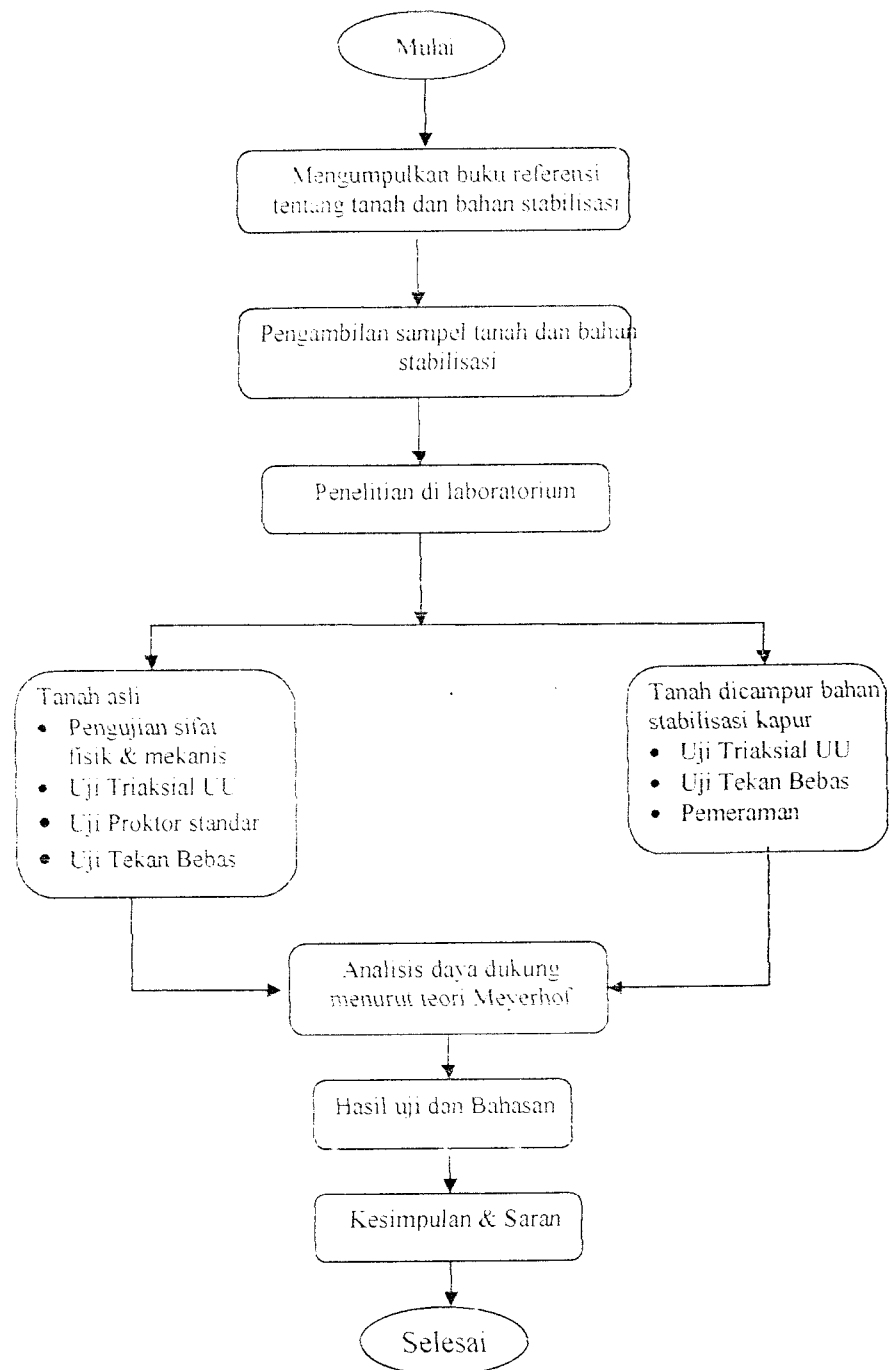 Mulai
Mengumpulkan buku referensi
tentang tanah dan bahan stabilisasi
Pengambilan sampel tanah dan bahan
stabilisasi
Penelitian di laboratorium
Tanah asli
• Pengujian sifat
fisik & mekanis
• Uji Triaksial UU
• Uji Proktor standar
• Uji Tekan Bebas
Tanah dicampur bahan
stabilisasi kapur
• Uji Triaksial UU
• Uji Tekan Bebas
• Pemeraman
Analisis daya dukung
menurut teori Meyerhof
Hasil uji dan Bahasan
Kesimpulan & Saran
Selesai